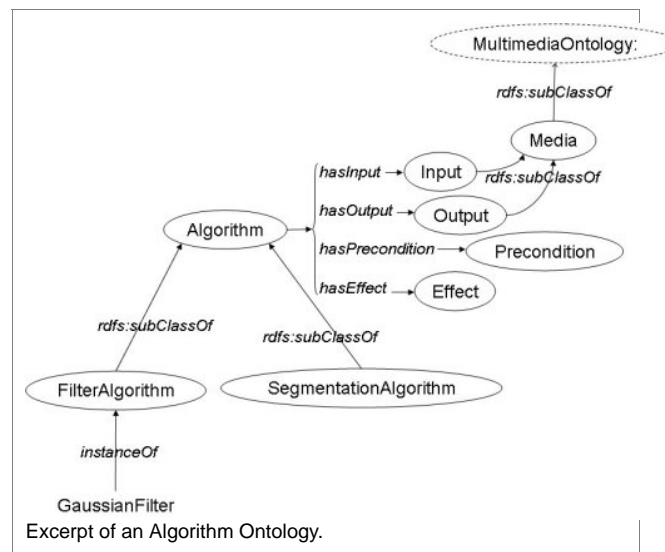 MultimediaOntology:
rdfs:subClassOf
Media
hasInput
Input
rdfs:subClassOf
hasOutput
Output
Algorithm
hasPrecondition
Precondition
hasEffect
Effect
rdfs:subClassOf
rdfs:subClassOf
FilterAlgorithm
SegmentationAlgorithm
instanceOf
GaussianFilter
Excerpt of an Algorithm Ontology.